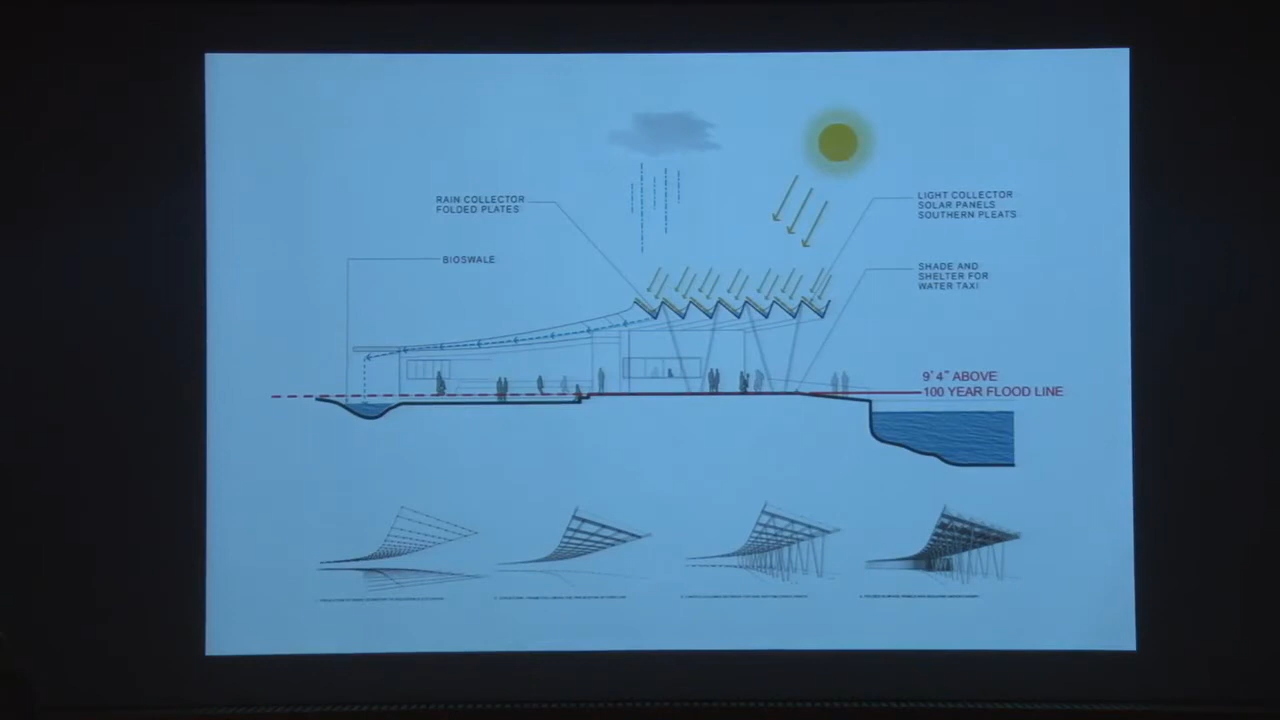 RAIN COLLECTOR
FOLDED PLATES
LIGHT COLLECTOR
SOLAR PANELS
SOUTHERN PLEATS
BIOSWALE
SHADE AND
SHELTER FOR
WATER TAXI
9' 4" ABOVE
100 YEAR FLOOD LINE